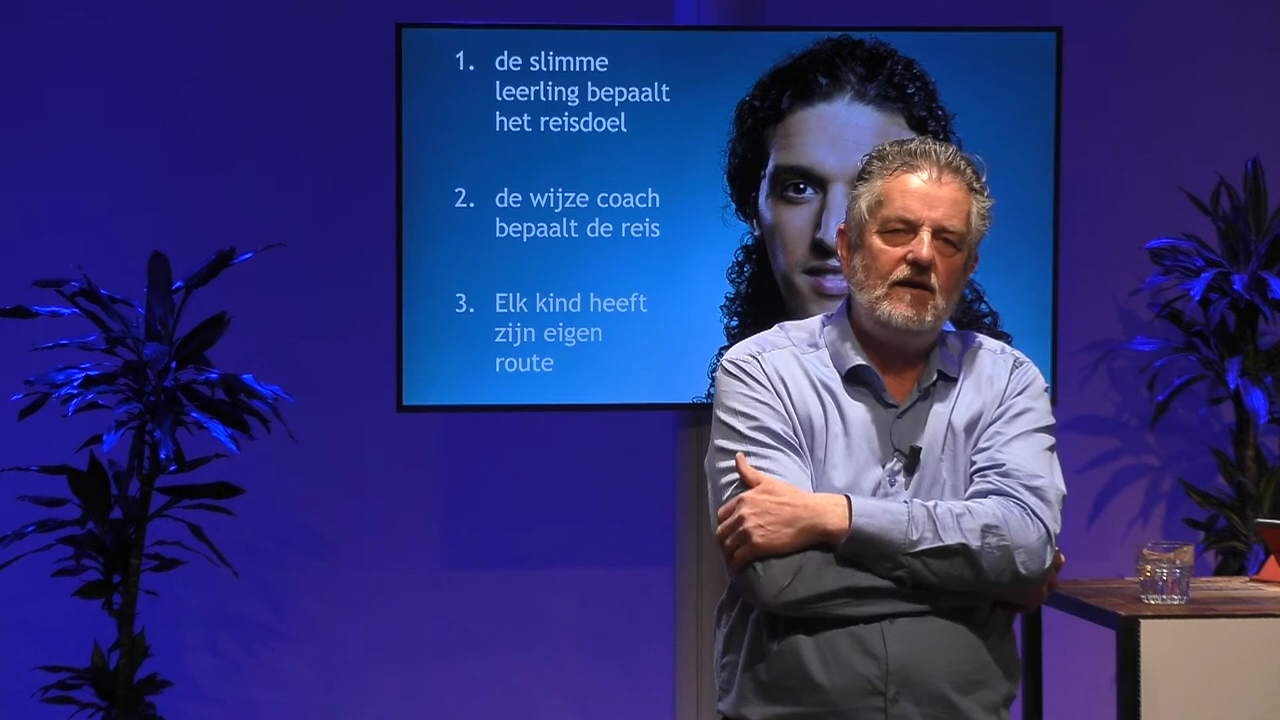 1. de slimme
leerling bepaalt
het reisdoel
2. de wijze coach
bepaalt de reis
3. Elk kind heeft
zijn eigen
route